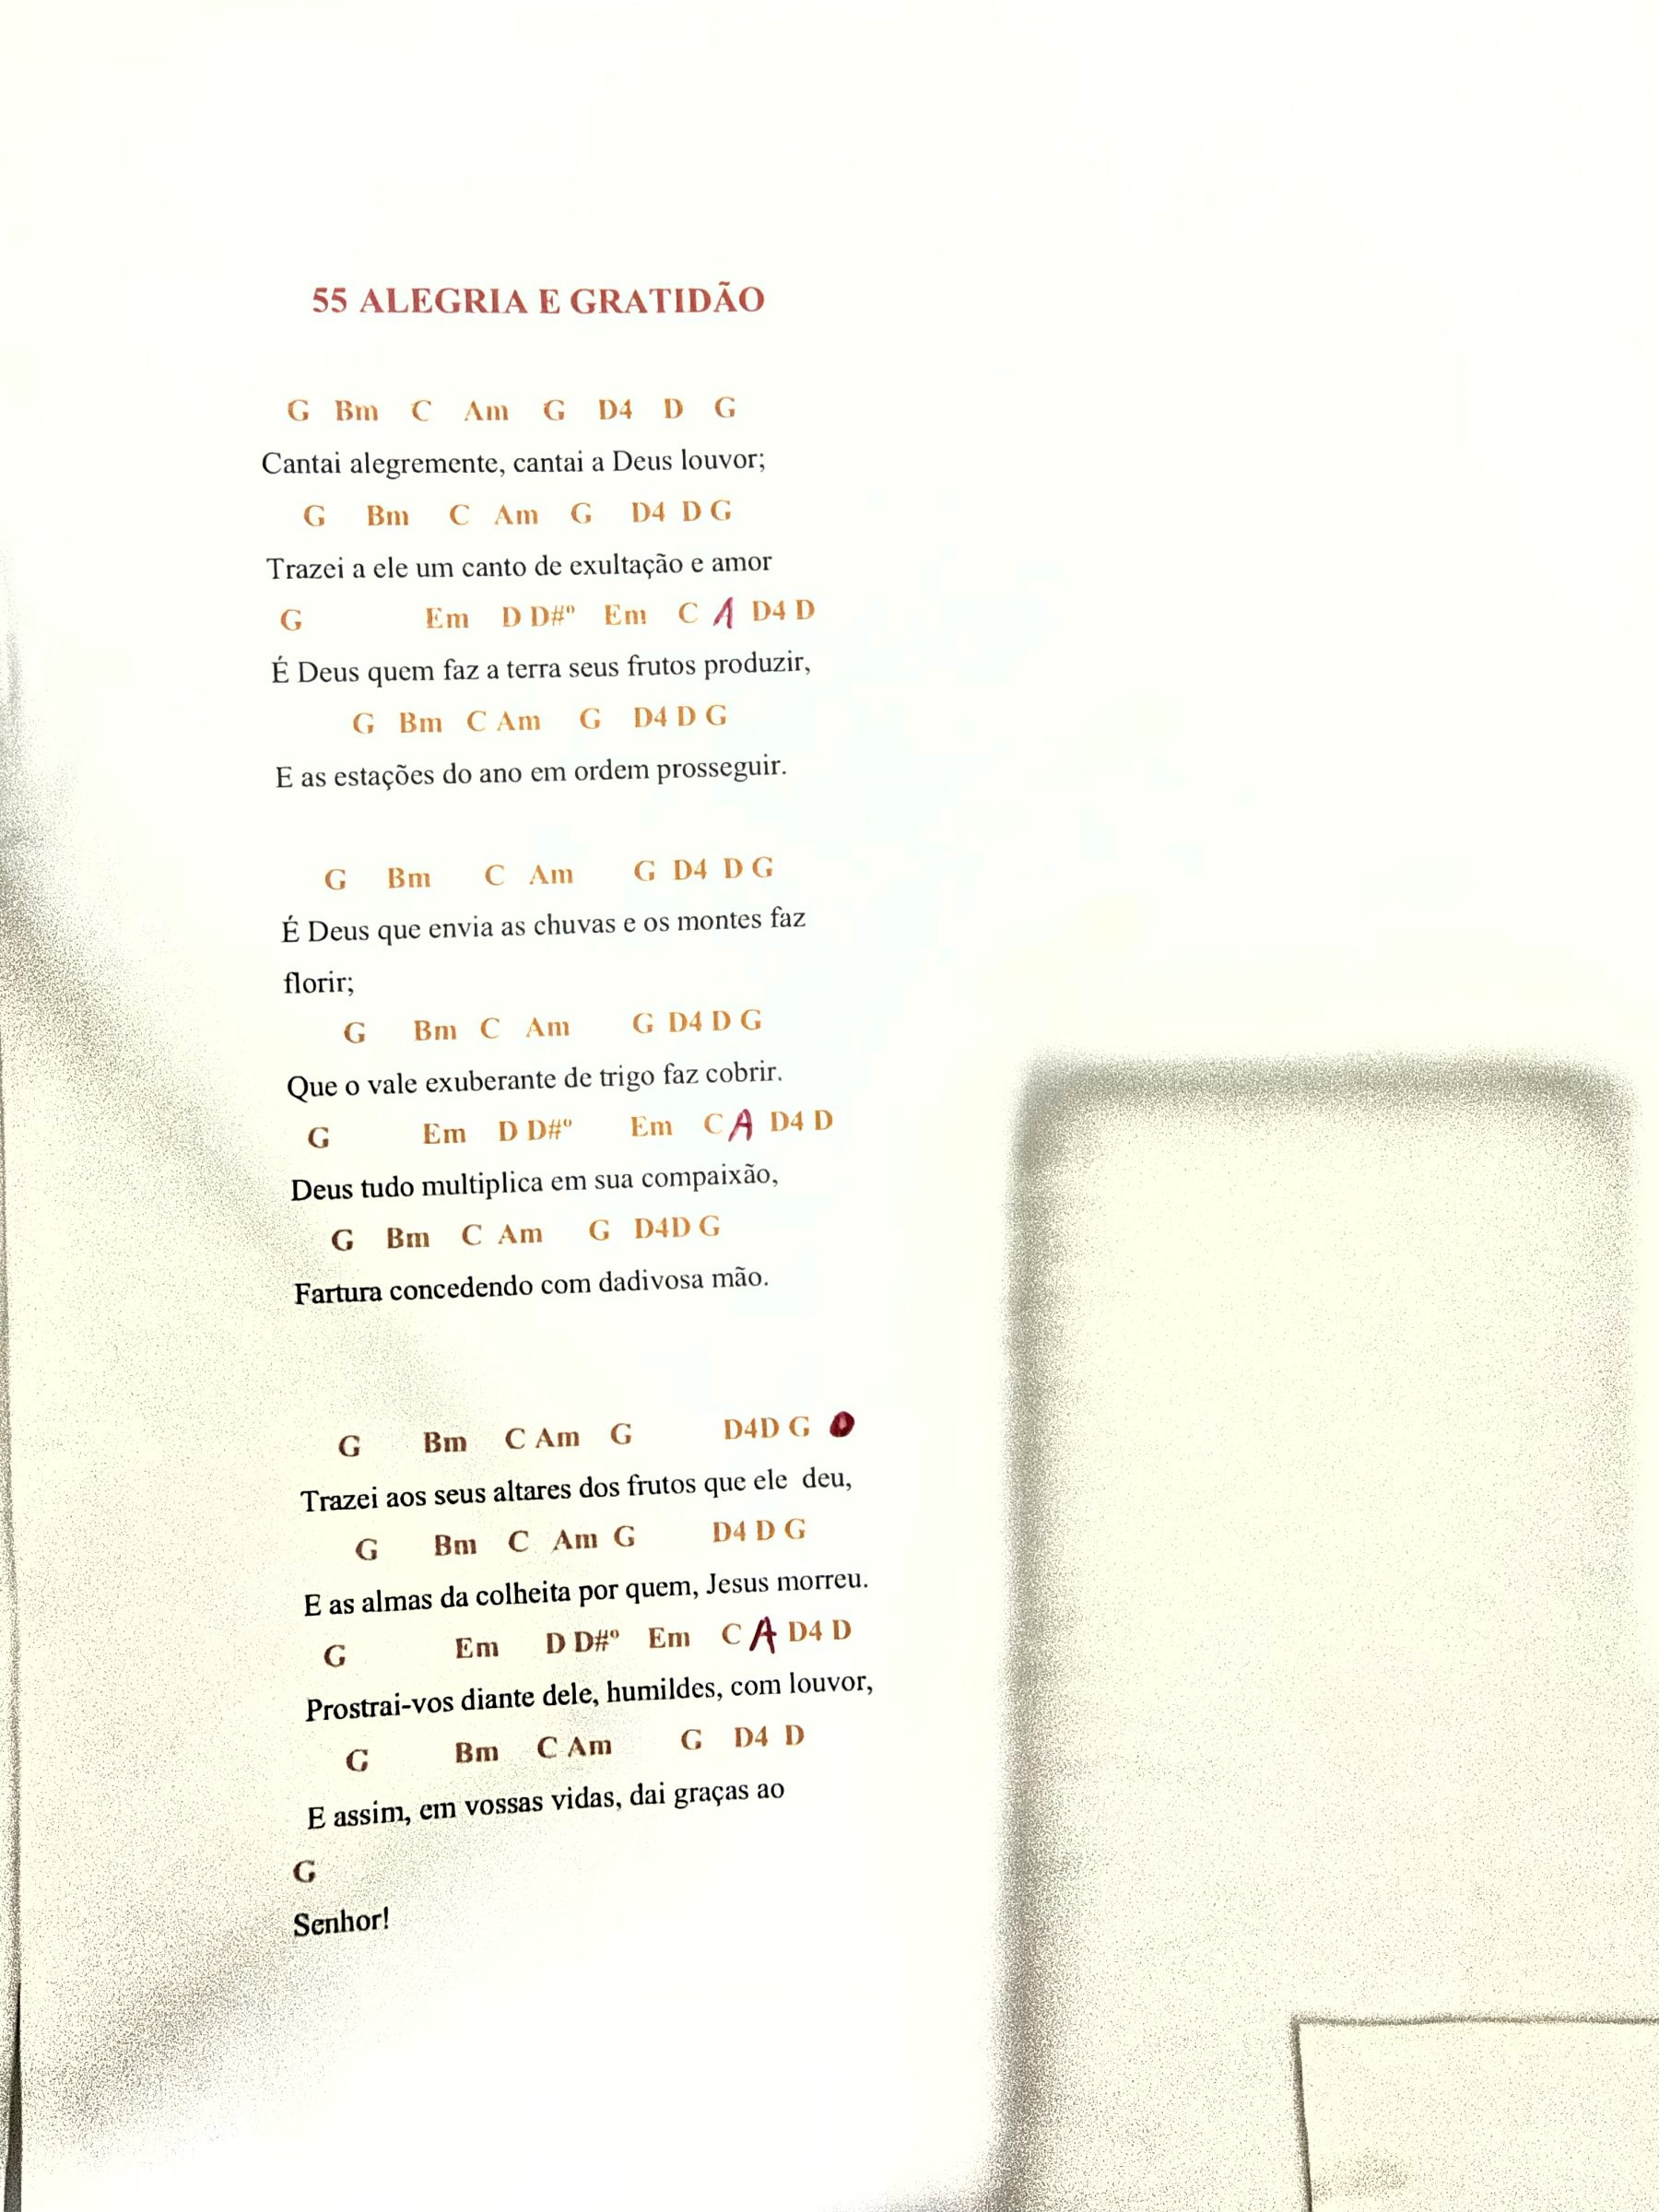 55 ALEGRIA E GRATIDÃO
G Bm C Am G D4 D G
Cantai alegremente, cantai a Deus louvor;
G Bm C Am G D4 D G
Trazei a ele um canto de exultação e amor
G Em D D#º Em C A D4 D
É Deus quem faz a terra seus frutos produzir,
G Bm C Am G D4 D G
E as estações do ano em ordem prosseguir.
G Bm C Am G D4 D G
É Deus que envia as chuvas e os montes faz
florir;
G Bm C Am G D4 D G
Que o vale exuberante de trigo faz cobrir.
G Em D D#º Em C A D4 D
Deus tudo multiplica em sua compaixão,
G Bm C Am G D4D G
Fartura concedendo com dadivosa mão.
G Bm C Am G D4D G
Trazei aos seus altares dos frutos que ele deu,
G Bm C Am G D4 D G
E as almas da colheita por quem, Jesus morreu.
G Em D D#º Em C A D4 D
Prostrai-vos diante dele, humildes, com louvor,
G Bm C Am G D4 D
E assim, em vossas vidas, dai graças ao
G
Senhor!